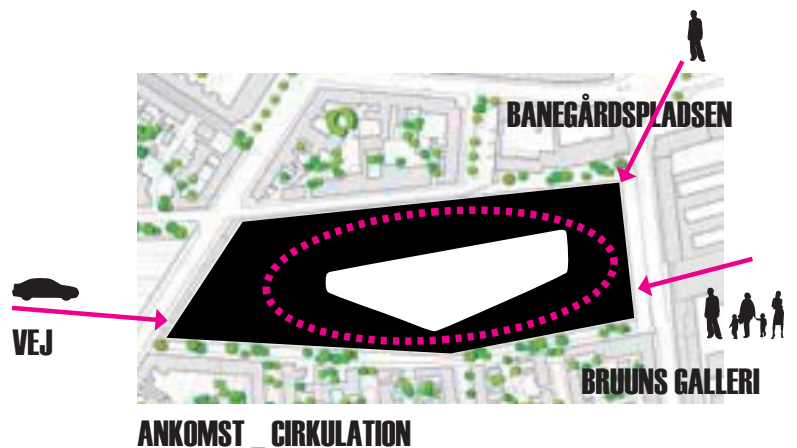 BANEGÅRDSPLADSEN
VEJ
BRUUNS GALLERI
ANKOMST _ CIRKULATION